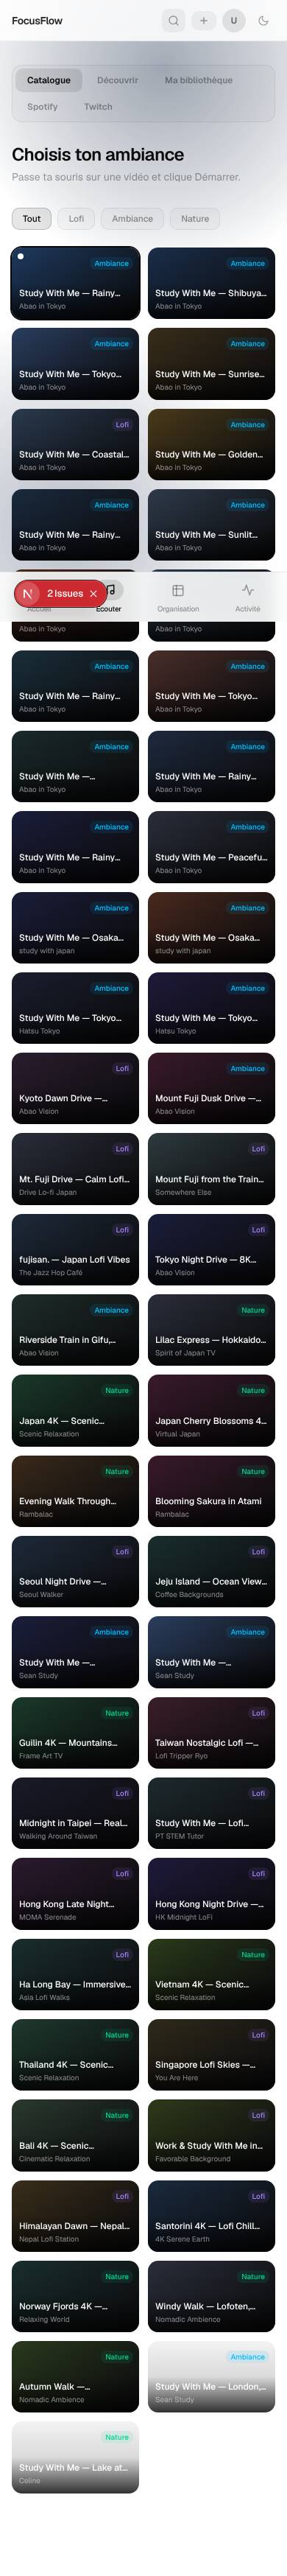 FocusFlow
U
Catalogue Découvrir Ma bibliothèque
Spotify Twitch
Choisis ton ambiance
Passe ta souris sur une vidéo et clique Démarrer.
Tout Lofi Ambiance Nature
Ambiance
Study With Me — Rainy...
Abao in Tokyo
Ambiance
Study With Me — Shibuya...
Abao in Tokyo
Ambiance
Study With Me — Tokyo...
Abao in Tokyo
Ambiance
Study With Me — Sunrise...
Abao in Tokyo
Lofi
Study With Me — Coastal...
Abao in Tokyo
Ambiance
Study With Me — Golden...
Abao in Tokyo
Ambiance
Study With Me — Rainy...
Abao in Tokyo
Ambiance
Study With Me — Sunlit...
Abao in Tokyo
N 2 Issues
Accueil Écouter Organisation Activité
Abao in Tokyo
Abao in Tokyo
Ambiance
Study With Me — Rainy...
Abao in Tokyo
Ambiance
Study With Me — Tokyo...
Abao in Tokyo
Ambiance
Study With Me —...
Abao in Tokyo
Ambiance
Study With Me — Rainy...
Abao in Tokyo
Ambiance
Study With Me — Rainy...
Abao in Tokyo
Ambiance
Study With Me — Peaceful...
Abao in Tokyo
Ambiance
Study With Me — Osaka...
study with japan
Ambiance
Study With Me — Osaka...
study with japan
Ambiance
Study With Me — Tokyo...
Hatsu Tokyo
Ambiance
Study With Me — Tokyo...
Hatsu Tokyo
Lofi
Kyoto Dawn Drive —...
Abao Vision
Ambiance
Mount Fuji Dusk Drive —...
Abao Vision
Lofi
Mt. Fuji Drive — Calm Lofi...
Drive Lo-fi Japan
Lofi
Mount Fuji from the Train...
Somewhere Else
Lofi
fujisan. — Japan Lofi Vibes
The Jazz Hop Café
Lofi
Tokyo Night Drive — 8K...
Abao Vision
Ambiance
Riverside Train in Gifu,...
Abao Vision
Nature
Lilac Express — Hokkaido...
Spirit of Japan TV
Nature
Japan 4K — Scenic...
Scenic Relaxation
Nature
Japan Cherry Blossoms 4...
Virtual Japan
Nature
Evening Walk Through...
Rambalac
Nature
Blooming Sakura in Atami
Rambalac
Lofi
Seoul Night Drive —...
Seoul Walker
Lofi
Jeju Island — Ocean View...
Coffee Backgrounds
Ambiance
Study With Me —...
Sean Study
Ambiance
Study With Me —...
Sean Study
Nature
Guilin 4K — Mountains...
Frame Art TV
Lofi
Taiwan Nostalgic Lofi —...
Lofi Tripper Ryo
Lofi
Midnight in Taipei — Real...
Walking Around Taiwan
Lofi
Study With Me — Lofi...
PT STEM Tutor
Lofi
Hong Kong Late Night...
MOMA Serenade
Lofi
Hong Kong Night Drive —...
HK Midnight LoFi
Lofi
Ha Long Bay — Immersive...
Asia Lofi Walks
Nature
Vietnam 4K — Scenic...
Scenic Relaxation
Nature
Thailand 4K — Scenic...
Scenic Relaxation
Lofi
Singapore Lofi Skies —...
You Are Here
Nature
Bali 4K — Scenic...
Cinematic Relaxation
Lofi
Work & Study With Me in...
Favorable Background
Lofi
Himalayan Dawn — Nepal...
Nepal Lofi Station
Lofi
Santorini 4K — Lofi Chill...
4K Serene Earth
Nature
Norway Fjords 4K —...
Relaxing World
Nature
Windy Walk — Lofoten,...
Nomadic Ambience
Nature
Autumn Walk —...
Nomadic Ambience
Ambiance
Study With Me — London,...
Sean Study
Nature
Study With Me — Lake at...
Celine